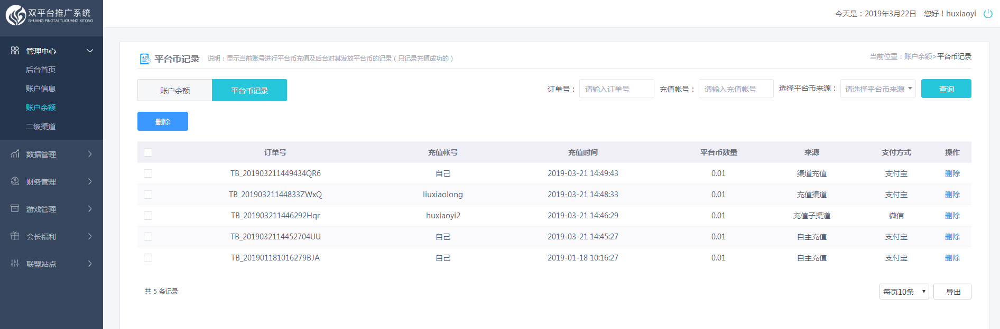 双平台推广系统
SHUANG PINGTAI TUIGUANG XITONG
今天是：2019年3月22日 您好！huxiaoyi
管理中心
后台首页
账户信息
账户余额
二级渠道
数据管理
财务管理
游戏管理
会长福利
联盟站点
平台币记录 说明：显示当前账号进行平台币充值及后台对其发放平台币的记录（只记录充值成功的）
当前位置：账户余额>平台币记录
账户余额 平台币记录
订单号： 请输入订单号 充值帐号： 请输入充值帐号 选择平台币来源： 请选择平台币来源 查询
删除
订单号 充值帐号 充值时间 平台币数量 来源 支付方式 操作
TB_201903211449434QR6 自己 2019-03-21 14:49:43 0.01 渠道充值 支付宝 删除
TB_20190321144833ZWxQ liuxiaolong 2019-03-21 14:48:33 0.01 充值渠道 支付宝 删除
TB_201903211446292Hqr huxiaoyi2 2019-03-21 14:46:29 0.01 充值子渠道 微信 删除
TB_2019032114452704UU 自己 2019-03-21 14:45:27 0.01 自主充值 支付宝 删除
TB_201901181016279BJA 自己 2019-01-18 10:16:27 0.01 自主充值 支付宝 删除
共 5 条记录
每页10条 导出